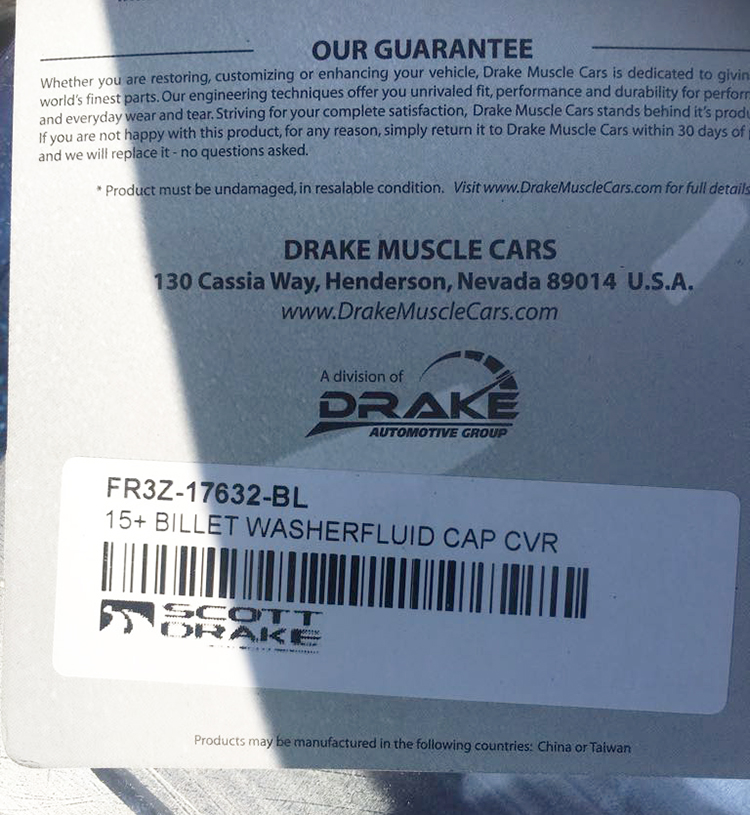 OUR GUARANTEE
Whether you are restoring, customizing or enhancing your vehicle, Drake Muscle Cars is dedicated to givin
world's finest parts. Our engineering techniques offer you unrivaled fit, performance and durability for perform
and everyday wear and tear. Striving for your complete satisfaction, Drake Muscle Cars stands behind it's produ
If you are not happy with this product, for any reason, simply return it to Drake Muscle Cars within 30 days of
and we will replace it - no questions asked.
* Product must be undamaged, in resalable condition. Visit www.DrakeMuscleCars.com for full details
DRAKE MUSCLE CARS
130 Cassia Way, Henderson, Nevada 89014 U.S.A.
www.DrakeMuscleCars.com
A division of
DRAKE
AUTOMOTIVE GROUP
FR3Z-17632-BL
15+ BILLET WASHERFLUID CAP CVR
SCOTT
DRAKE
Products may be manufactured in the following countries: China or Taiwan